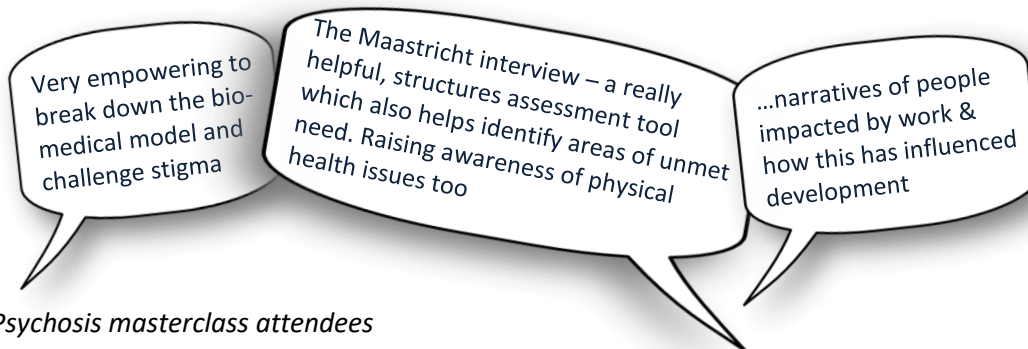 Very empowering to
break down the bio-
medical model and
challenge stigma
The Maastricht interview – a really
helpful, structures assessment tool
which also helps identify areas of unmet
need. Raising awareness of physical
health issues too
...narratives of people
impacted by work &
how this has influenced
development
Psychosis masterclass attendees